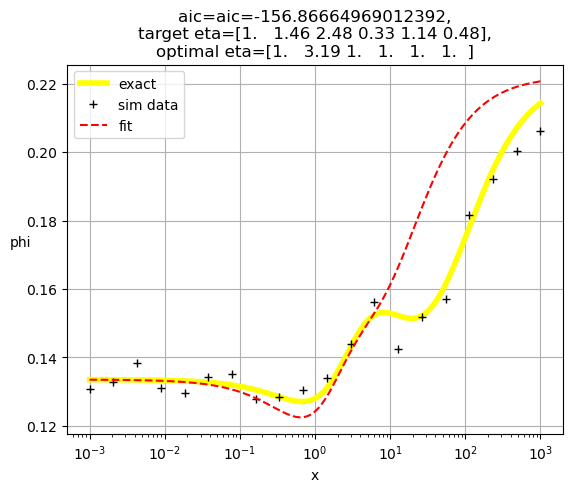 aic=aic=-156.86664969012392,
target eta=[1.   1.46 2.48 0.33 1.14 0.48],
optimal eta=[1.   3.19 1.   1.   1.   1.  ]
exact
sim data
fit
0.22
0.20
0.18
0.16
0.14
0.12
phi
10⁻³
10⁻²
10⁻¹
10⁰
10¹
10²
10³
x